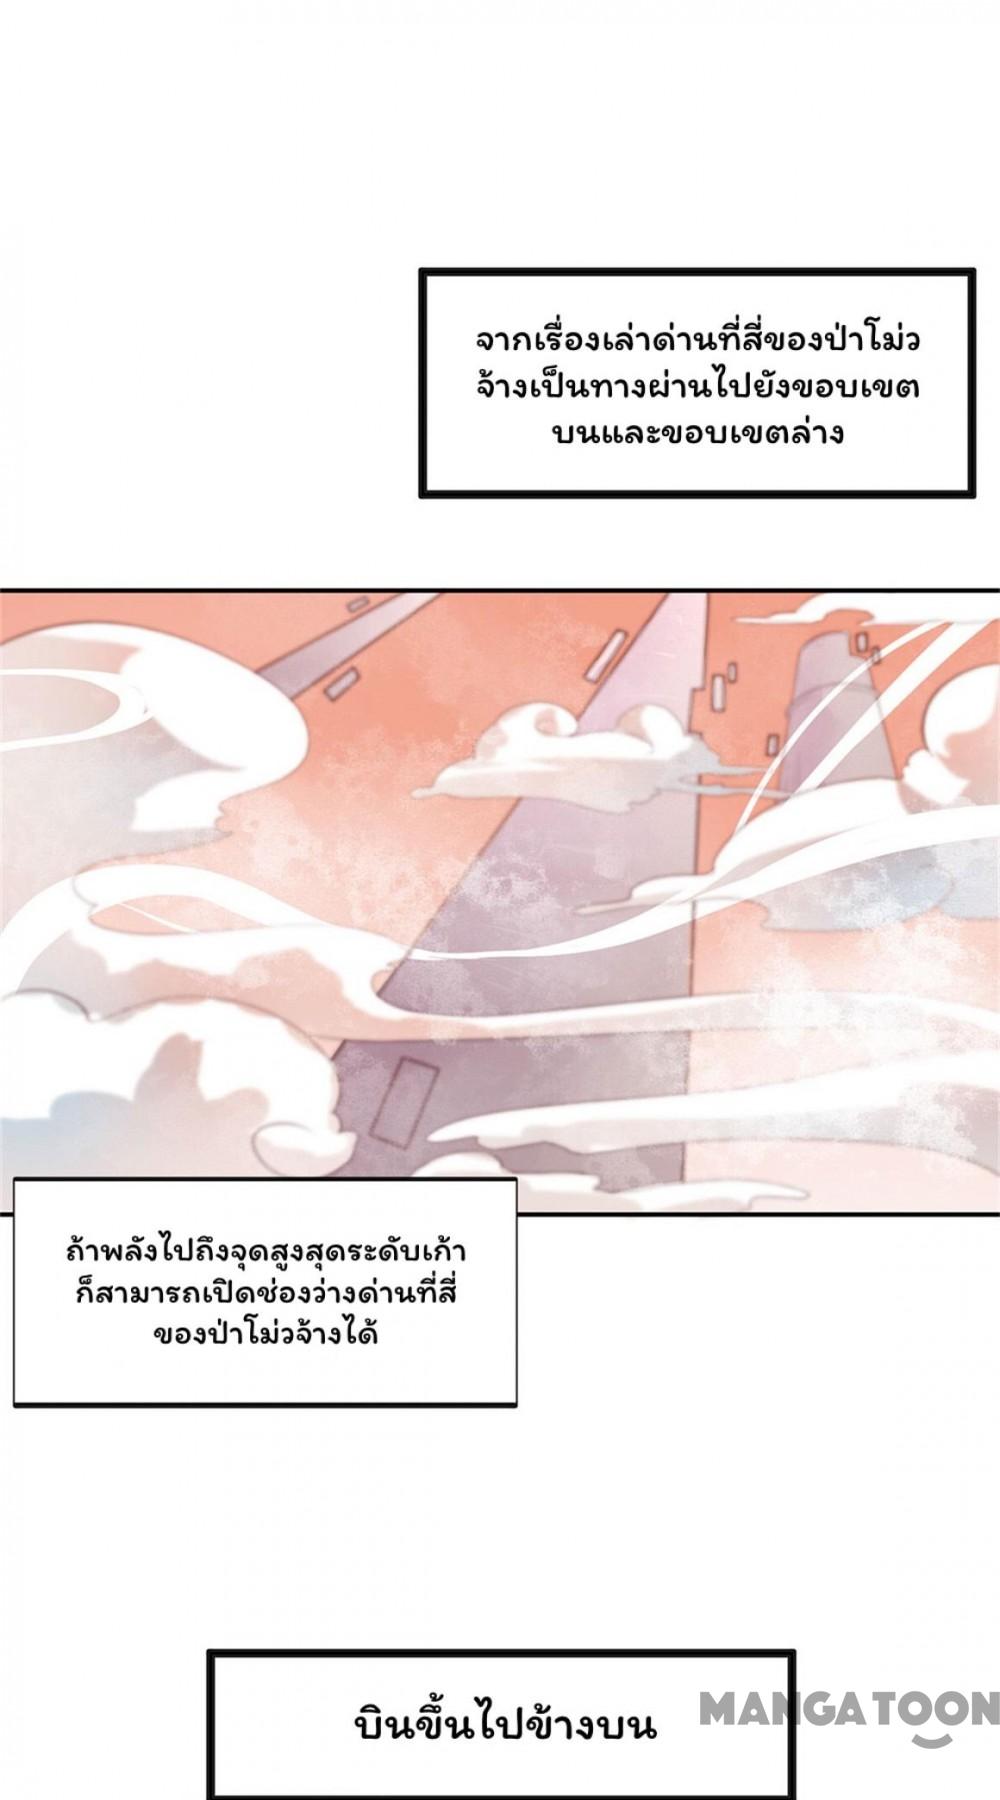 จากเรื่องเล่าด่านที่สี่ของป่าโม่ว
จ้างเป็นทางผ่านไปยังขอบเขต
บนและขอบเขตล่าง
ถ้าพลังไปถึงจุดสูงสุดระดับเก้า
ก็สามารถเปิดช่องว่างด่านที่สี่
ของป่าโม่วจ้างได้
บินขึ้นไปข้างบน
MANGATOON